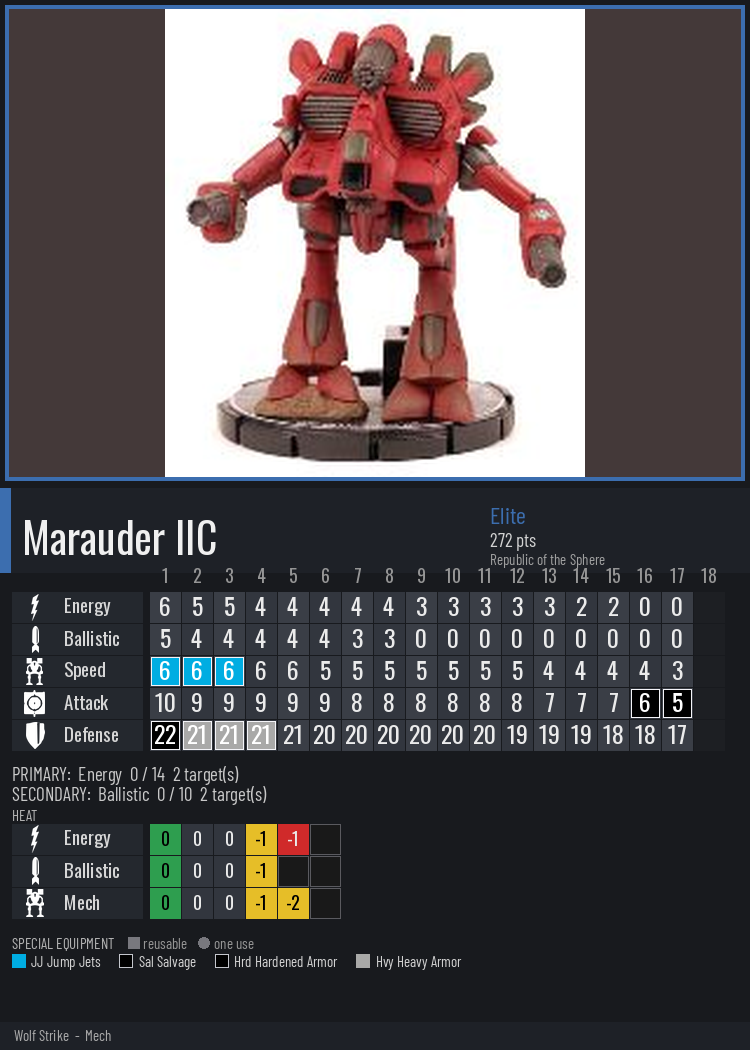 Marauder IIC
Elite
272 pts
Republic of the Sphere
1 2 3 4 5 6 7 8 9 10 11 12 13 14 15 16 17 18
Energy 6 5 5 4 4 4 4 4 3 3 3 3 3 2 2 0 0
Ballistic 5 4 4 4 4 4 3 3 0 0 0 0 0 0 0 0 0
Speed 6 6 6 6 6 5 5 5 5 5 5 5 4 4 4 4 3
Attack 10 9 9 9 9 9 8 8 8 8 8 8 7 7 7 6 5
Defense 22 21 21 21 21 20 20 20 20 20 20 19 19 19 18 18 17
PRIMARY: Energy 0 / 14 2 target(s)
SECONDARY: Ballistic 0 / 10 2 target(s)
HEAT
Energy 0 0 0 -1 -1
Ballistic 0 0 0 -1
Mech 0 0 0 -1 -2
SPECIAL EQUIPMENT reusable one use
JJ Jump Jets Sal Salvage Hrd Hardened Armor Hvy Heavy Armor
Wolf Strike - Mech